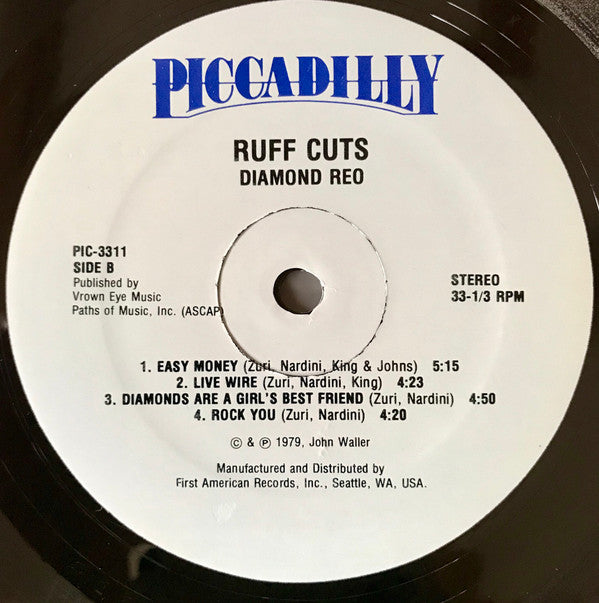 PICCADILLY
RUFF CUTS
DIAMOND REO
PIC-3311
SIDE B
Published by
Vrown Eye Music
Paths of Music, Inc. (ASCAP)
STEREO
33-1/3 RPM
1. EASY MONEY (Zuri, Nardini, King & Johns) 5:15
2. LIVE WIRE (Zuri, Nardini, King) 4:23
3. DIAMONDS ARE A GIRL'S BEST FRIEND (Zuri, Nardini) 4:50
4. ROCK YOU (Zuri, Nardini) 4:20
© & ℗ 1979, John Waller
Manufactured and Distributed by
First American Records, Inc., Seattle, WA, USA.